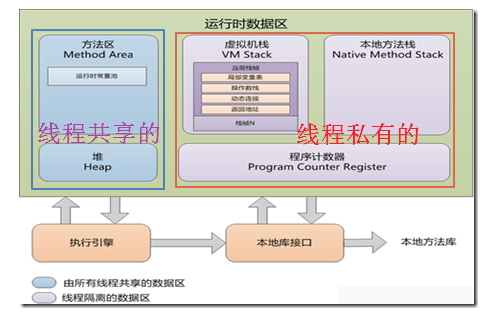 运行时数据区
方法区
Method Area
运行时常量池
线程共享的
堆
Heap
虚拟机栈
VM Stack
当前栈帧
局部变量表
操作数栈
动态连接
返回地址
栈帧N
本地方法栈
Native Method Stack
线程私有的
程序计数器
Program Counter Register
执行引擎
本地库接口
本地方法库
由所有线程共享的数据区
线程隔离的数据区